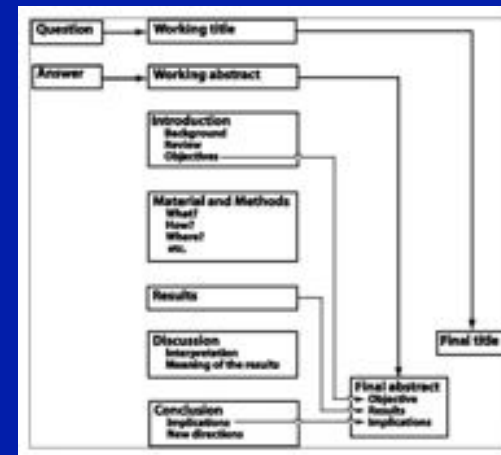 Question
Working title
Answer
Working abstract
Introduction
Background
Review
Objectives
Material and Methods
What?
How?
Where?
etc.
Results
Discussion
Interpretation
Meaning of the results
Final title
Conclusion
Implications
New directions
Final abstract
Objective
Results
Implications